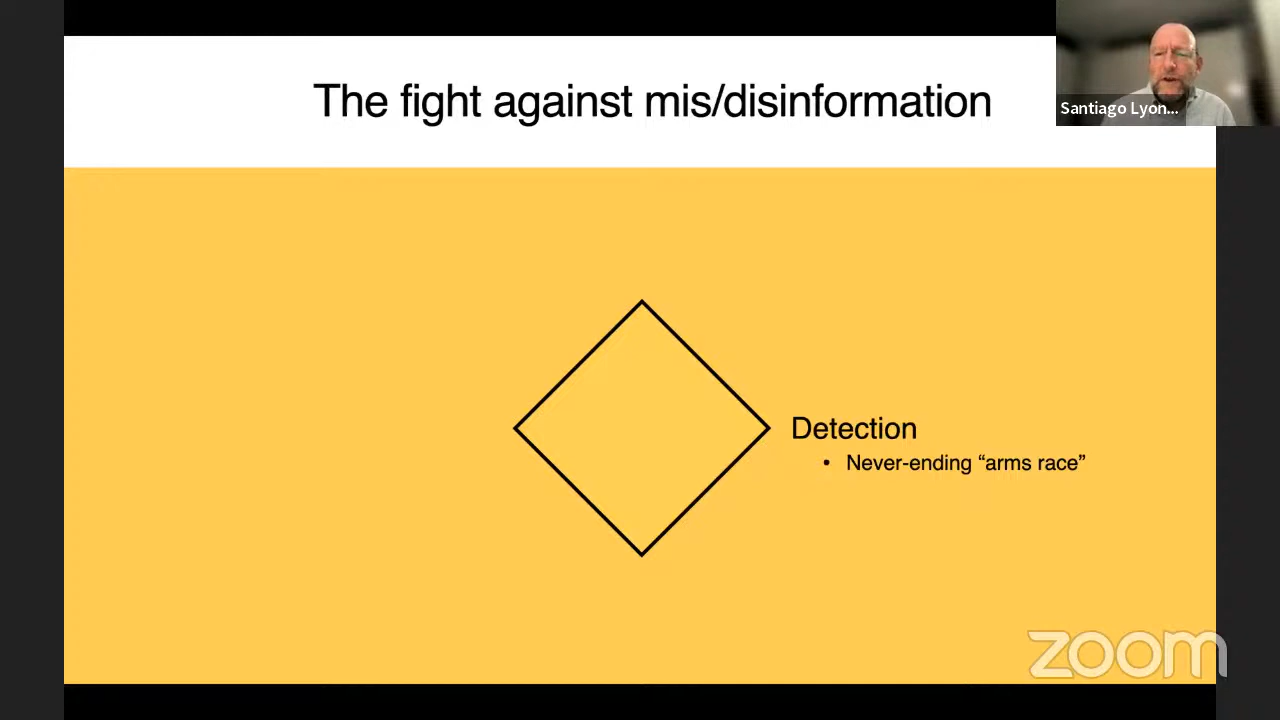 The fight against mis/disinformation
Santiago Lyon...
Detection
• Never-ending “arms race”
zoom